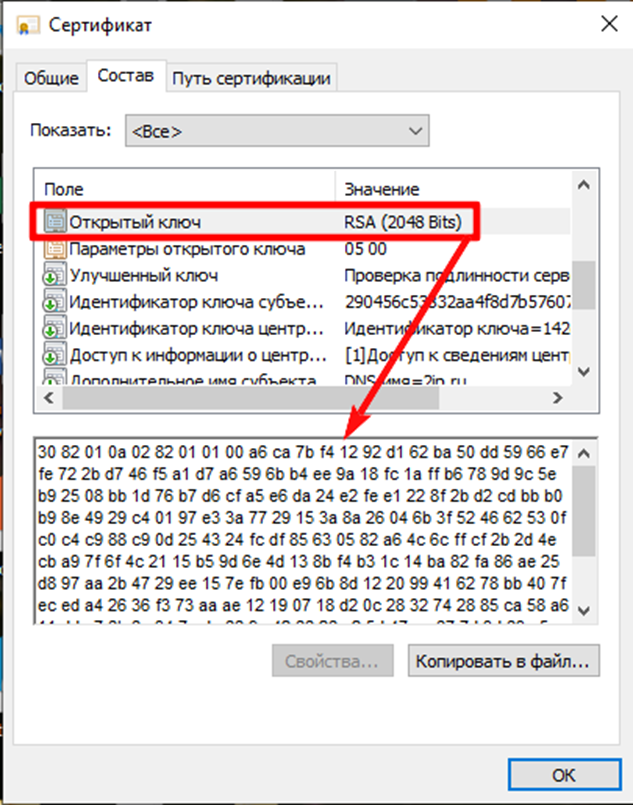 Сертификат
Общие Состав Путь сертификации
Показать: <Все>
Поле Значение
Открытый ключ RSA (2048 Bits)
Параметры открытого ключа 05 00
Улучшенный ключ Проверка подлинности серв
Идентификатор ключа субъе... 290456c53832aa4f8d7b57607
Идентификатор ключа центр... Идентификатор ключа=142
Доступ к информации о центр... [1]Доступ к сведениям цент
Дополнительное имя субъекта DNS-имя=2ip.ru
30 82 01 0a 02 82 01 01 00 a6 ca 7b f4 12 92 d1 62 ba 50 dd 59 66 e7
fe 72 2b d7 46 f5 a1 d7 a6 59 6b b4 ee 9a 18 fc 1a ff b6 78 9d 9c 5e
b9 25 08 bb 1d 76 b7 d6 cf a5 e6 da 24 e2 fe e1 22 8f 2b d2 cd bb b0
b9 8e 49 29 c4 01 97 e3 3a 77 29 15 3a 8a 26 04 6b 3f 52 46 62 53 0f
c0 c4 c9 88 c9 0d 25 43 24 fc df 85 63 05 82 a6 4c 6c ff cf 2b 2d 4e
cb a9 7f 6f 4c 21 15 b5 9d 6e 4d 13 8b f4 b3 1c 14 ba 82 fa 86 ae 25
d8 97 aa 2b 47 29 ee 15 7e fb 00 e9 6b 8d 12 20 99 41 62 78 bb 40 7f
ec ed a4 26 36 f3 73 aa ae 12 19 07 18 d2 0c 28 32 74 28 85 ca 58 a6
Свойства... Копировать в файл...
OK